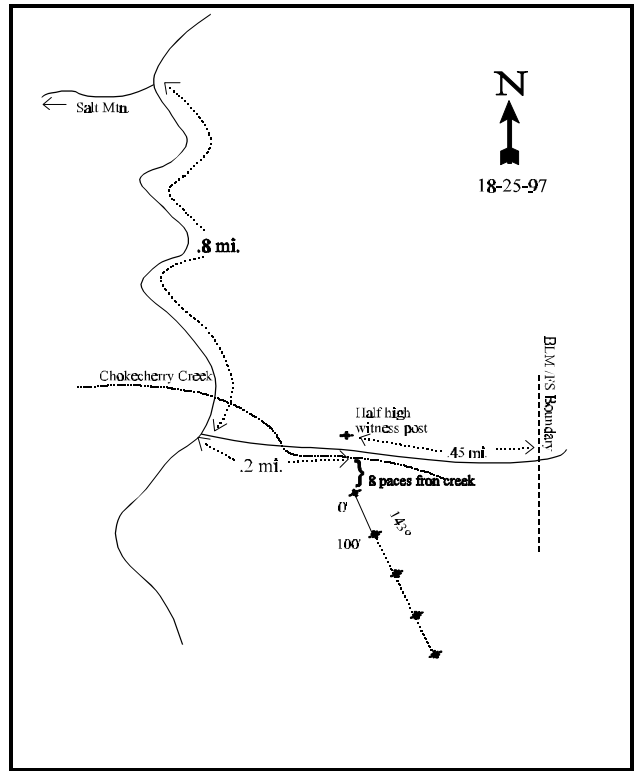 N
18-25-97
Salt Mtn.
.8 mi.
BLM /FS Boundary
Chokecherry Creek
Half high
witness post
.45 mi.
.2 mi.
8 paces fron creek
0'
143°
100'